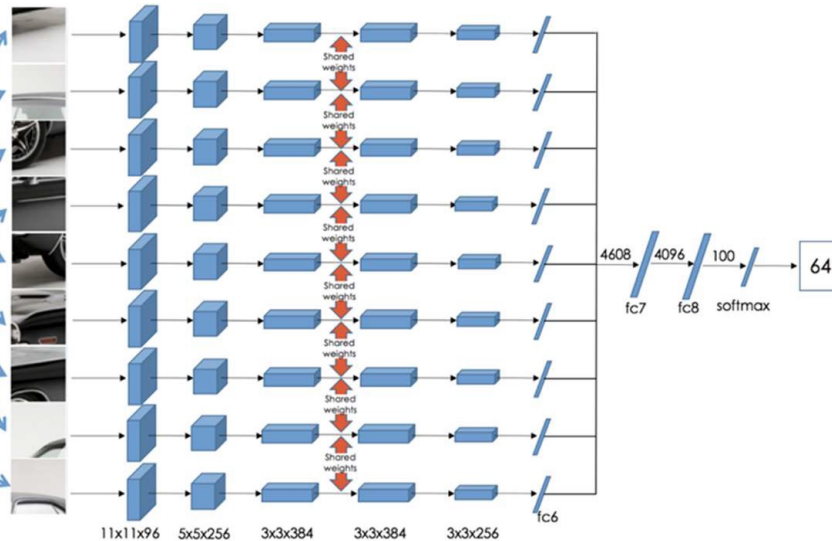 Shared
weights
Shared
weights
Shared
weights
Shared
weights
Shared
weights
Shared
weights
Shared
weights
Shared
weights
4608
4096
100
64
fc7
fc8
softmax
fc6
11x11x96
5x5x256
3x3x384
3x3x384
3x3x256